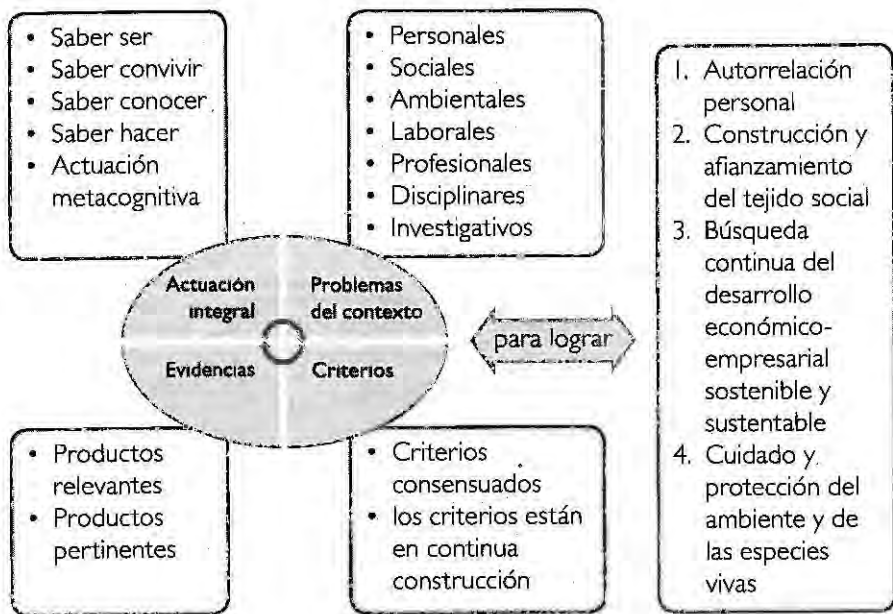 • Saber ser
• Saber convivir
• Saber conocer
• Saber hacer
• Actuación
metacognitiva
• Personales
• Sociales
• Ambientales
• Laborales
• Profesionales
• Disciplinares
• Investigativos
Actuación
integral
Problemas
del contexto
Evidencias
Criterios
• Productos
relevantes
• Productos
pertinentes
• Criterios
consensuados
• los criterios están
en continua
construcción
para lograr
1. Autorrelación
personal
2. Construcción y
afianzamiento
del tejido social
3. Búsqueda
continua del
desarrollo
económico-
empresarial
sostenible y
sustentable
4. Cuidado y
protección del
ambiente y de
las especies
vivas